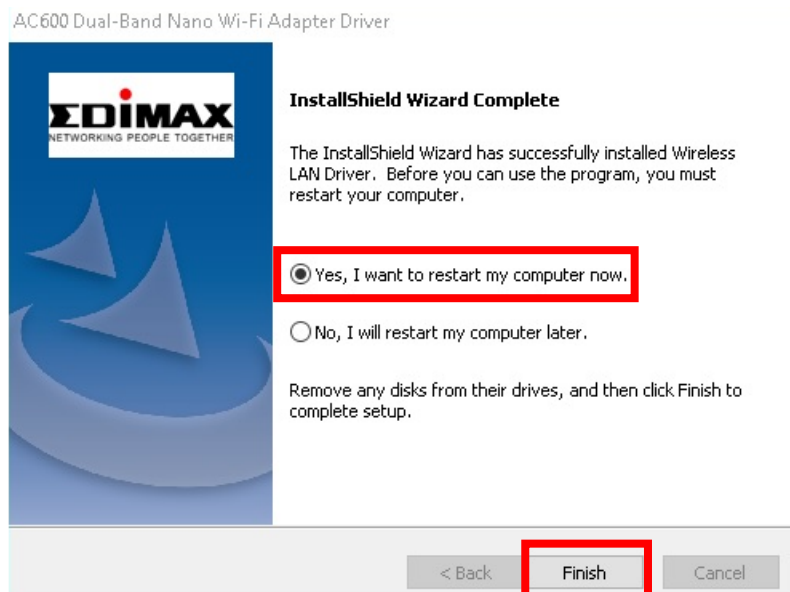 AC600 Dual-Band Nano Wi-Fi Adapter Driver
EDIMAX
NETWORKING PEOPLE TOGETHER
InstallShield Wizard Complete
The InstallShield Wizard has successfully installed Wireless
LAN Driver. Before you can use the program, you must
restart your computer.
Yes, I want to restart my computer now.
No, I will restart my computer later.
Remove any disks from their drives, and then click Finish to
complete setup.
< Back Finish Cancel